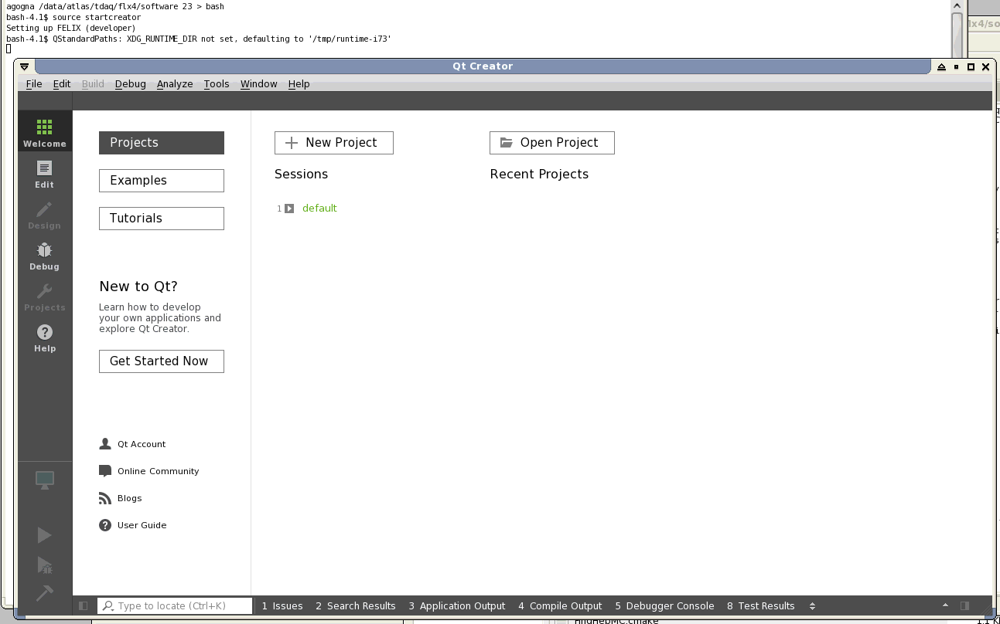 agogna /data/atlas/tdaq/flx4/software 23 > bash
bash-4.1$ source startcreator
Setting up FELIX (developer)
bash-4.1$ QStandardPaths: XDG_RUNTIME_DIR not set, defaulting to '/tmp/runtime-i73'
lx4/so
Qt Creator
File Edit Build Debug Analyze Tools Window Help
Welcome
Edit
Design
Debug
Projects
Help
Projects
Examples
Tutorials
New to Qt?
Learn how to develop
your own applications and
explore Qt Creator.
Get Started Now
Qt Account
Online Community
Blogs
User Guide
New Project
Open Project
Sessions
Recent Projects
1 default
Type to locate (Ctrl+K)
1 Issues 2 Search Results 3 Application Output 4 Compile Output 5 Debugger Console 8 Test Results